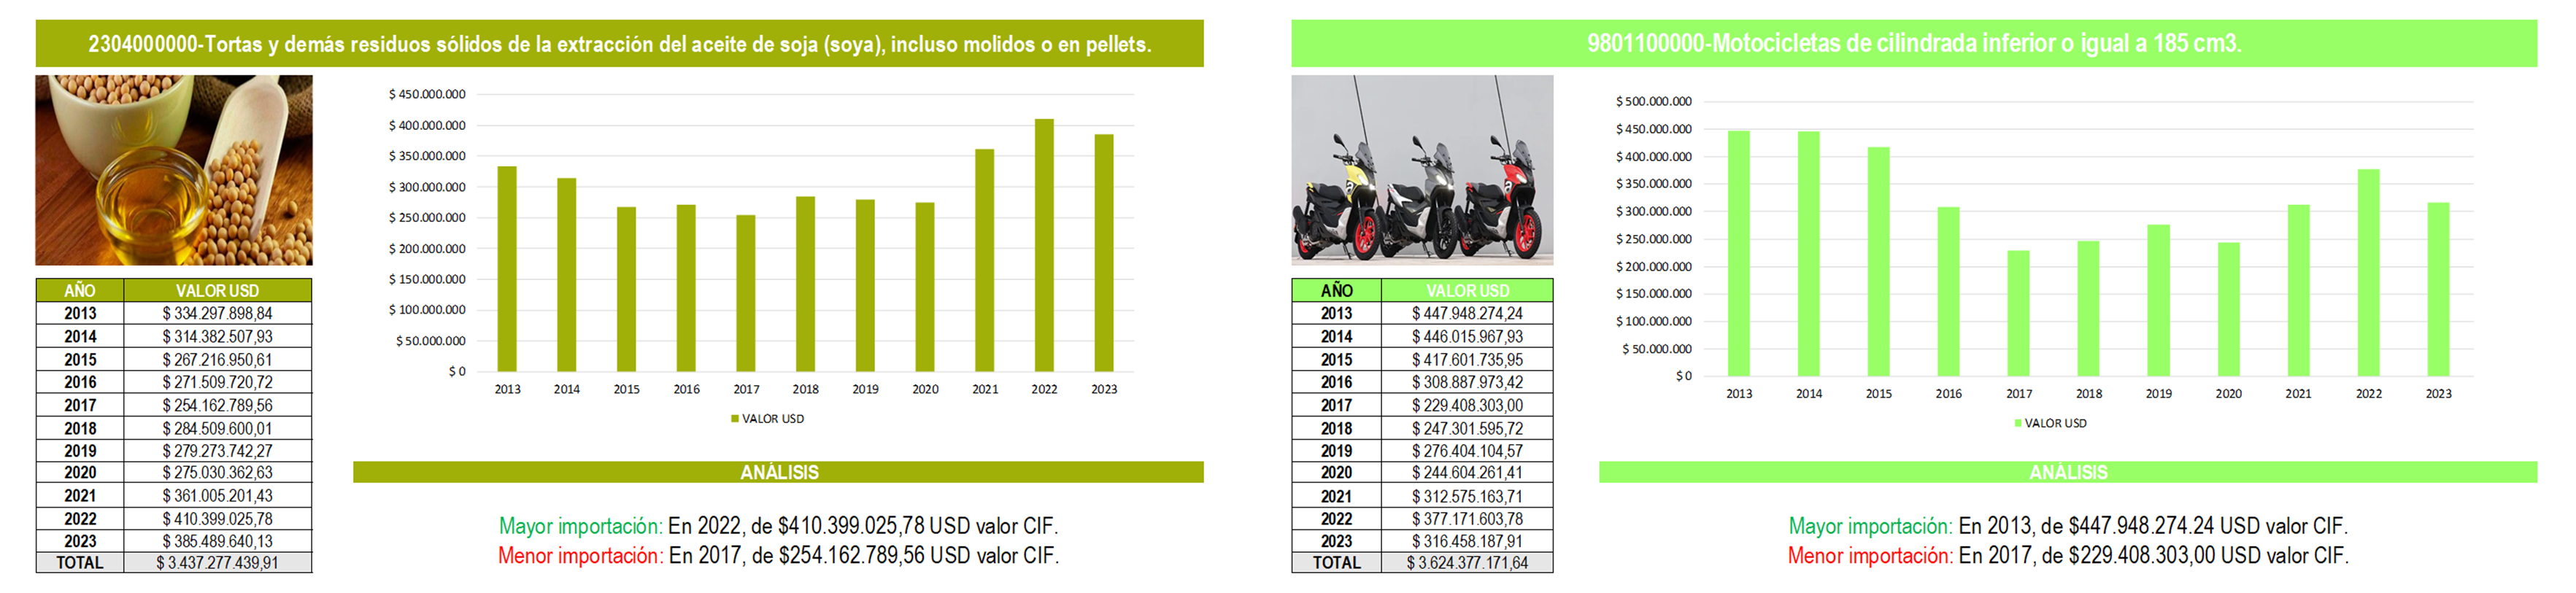 2304000000-Tortas y demás residuos sólidos de la extracción del aceite de soja (soya), incluso molidos o en pellets.
AÑO VALOR USD
2013 $ 334.297.898,84
2014 $ 314.382.507,93
2015 $ 267.216.950,61
2016 $ 271.509.720,72
2017 $ 254.162.789,56
2018 $ 284.509.600,01
2019 $ 279.273.742,27
2020 $ 275.030.362,63
2021 $ 361.005.201,43
2022 $ 410.399.025,78
2023 $ 385.489.640,13
TOTAL $ 3.437.277.439,91
$ 450.000.000
$ 400.000.000
$ 350.000.000
$ 300.000.000
$ 250.000.000
$ 200.000.000
$ 150.000.000
$ 100.000.000
$ 50.000.000
$ 0
2013 2014 2015 2016 2017 2018 2019 2020 2021 2022 2023
VALOR USD
ANÁLISIS
Mayor importación: En 2022, de $410.399.025,78 USD valor CIF.
Menor importación: En 2017, de $254.162.789,56 USD valor CIF.
9801100000-Motocicletas de cilindrada inferior o igual a 185 cm3.
AÑO VALOR USD
2013 $ 447.948.274,24
2014 $ 446.015.967,93
2015 $ 417.601.735,95
2016 $ 308.887.973,42
2017 $ 229.408.303,00
2018 $ 247.301.595,72
2019 $ 276.404.104,57
2020 $ 244.604.261,41
2021 $ 312.575.163,71
2022 $ 377.171.603,78
2023 $ 316.458.187,91
TOTAL $ 3.624.377.171,64
$ 500.000.000
$ 450.000.000
$ 400.000.000
$ 350.000.000
$ 300.000.000
$ 250.000.000
$ 200.000.000
$ 150.000.000
$ 100.000.000
$ 50.000.000
$ 0
2013 2014 2015 2016 2017 2018 2019 2020 2021 2022 2023
VALOR USD
ANÁLISIS
Mayor importación: En 2013, de $447.948.274.24 USD valor CIF.
Menor importación: En 2017, de $229.408.303,00 USD valor CIF.